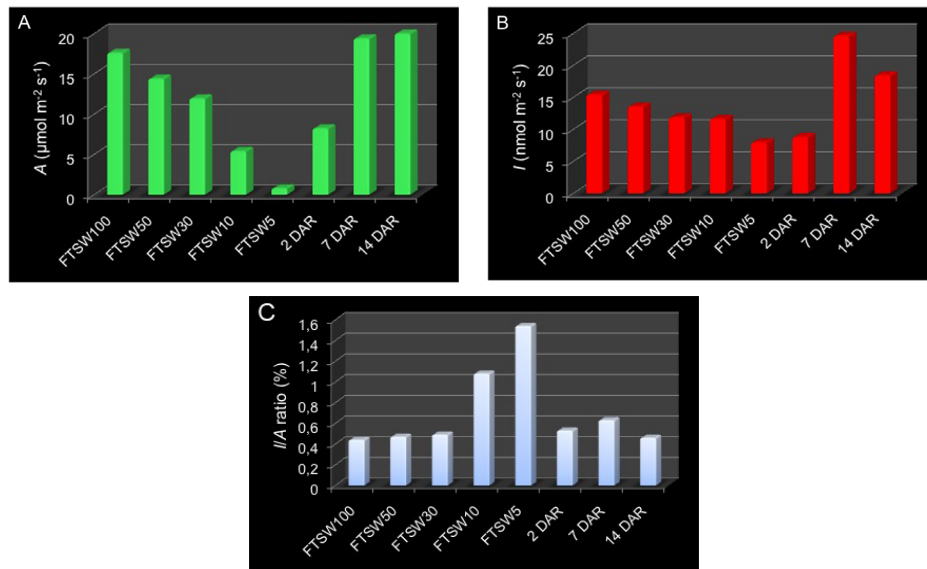 A
A (µmol m⁻² s⁻¹)
20
15
10
5
0
FTSW100
FTSW50
FTSW30
FTSW10
FTSW5
2 DAR
7 DAR
14 DAR
B
I (nmol m⁻² s⁻¹)
25
20
15
10
5
0
FTSW100
FTSW50
FTSW30
FTSW10
FTSW5
2 DAR
7 DAR
14 DAR
C
I/A ratio (%)
1,6
1,4
1,2
1
0,8
0,6
0,4
0,2
0
FTSW100
FTSW50
FTSW30
FTSW10
FTSW5
2 DAR
7 DAR
14 DAR